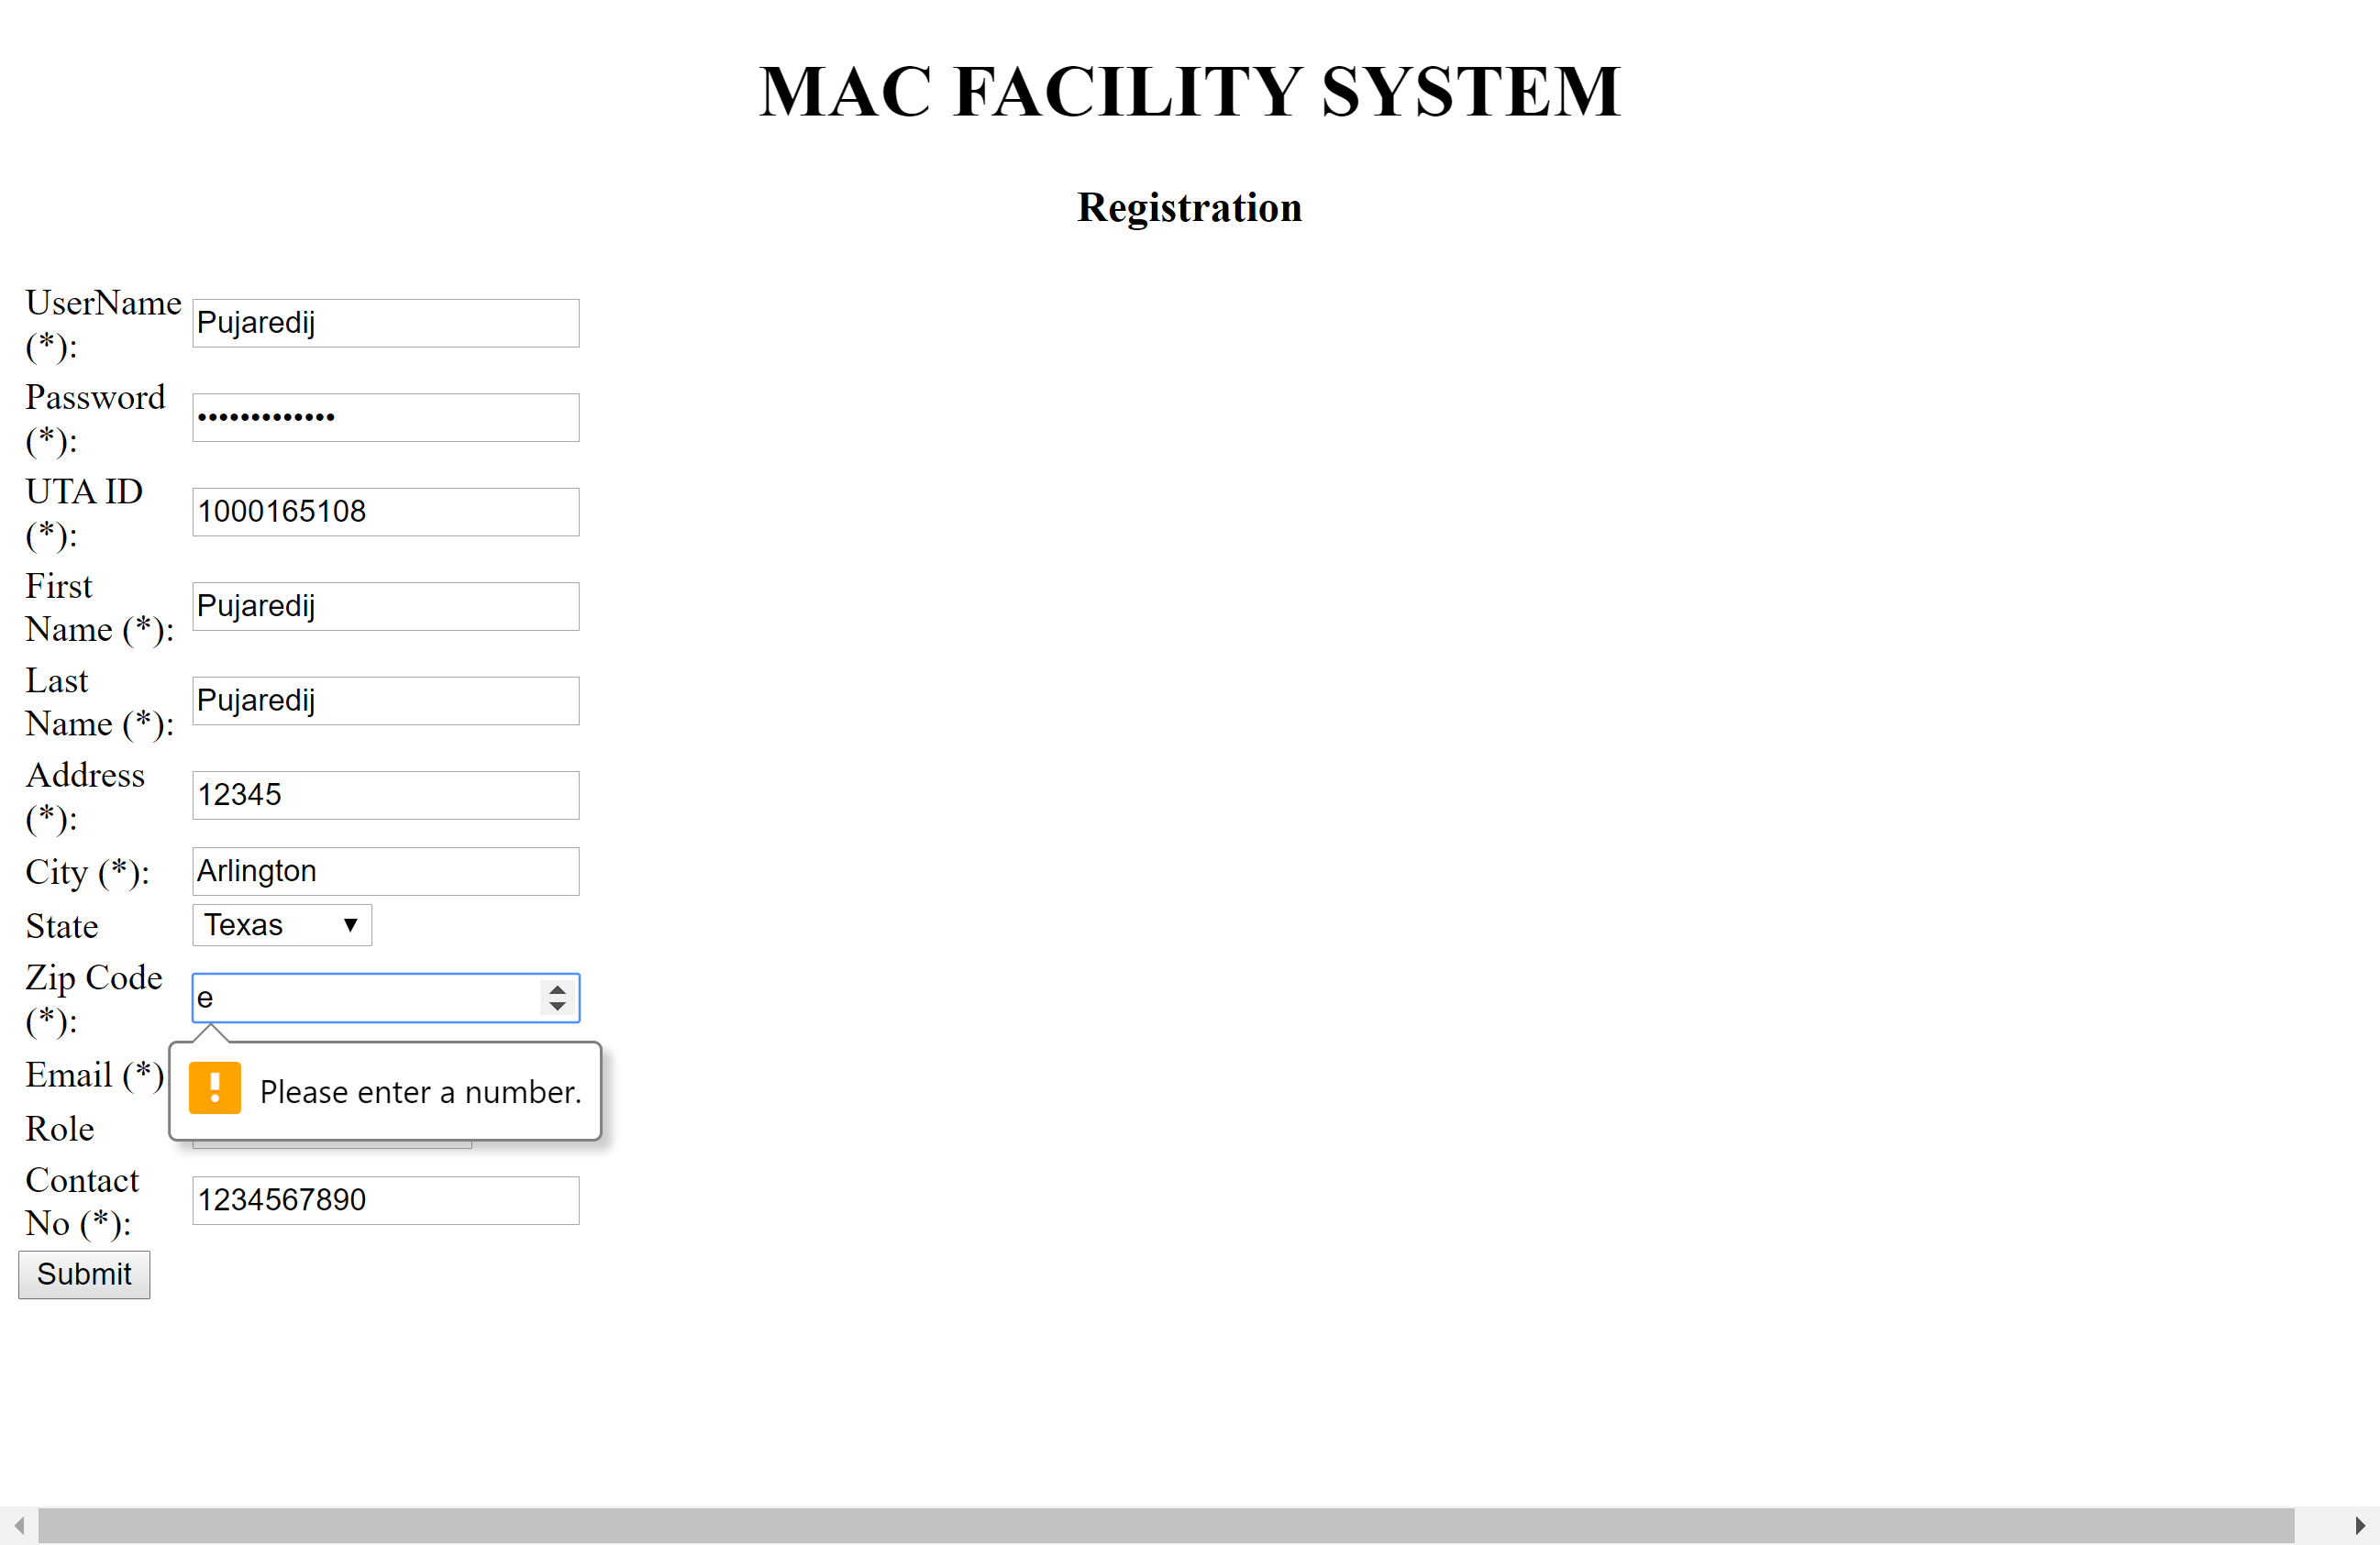 MAC FACILITY SYSTEM
Registration
UserName
(*):
Pujaredij
Password
(*):
•••••••••••••
UTA ID
(*):
1000165108
First
Name (*):
Pujaredij
Last
Name (*):
Pujaredij
Address
(*):
12345
City (*):
Arlington
State
Texas
Zip Code
(*):
e
Email (*)
Please enter a number.
Role
Contact
No (*):
1234567890
Submit